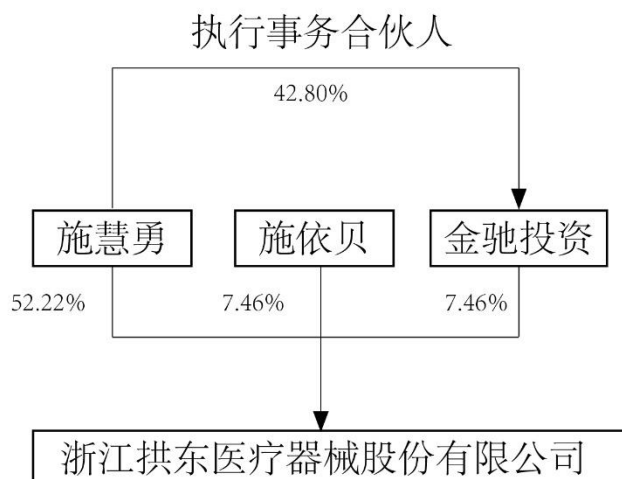 执行事务合伙人
42.80%
施慧勇
施依贝
金驰投资
52.22%
7.46%
7.46%
浙江拱东医疗器械股份有限公司